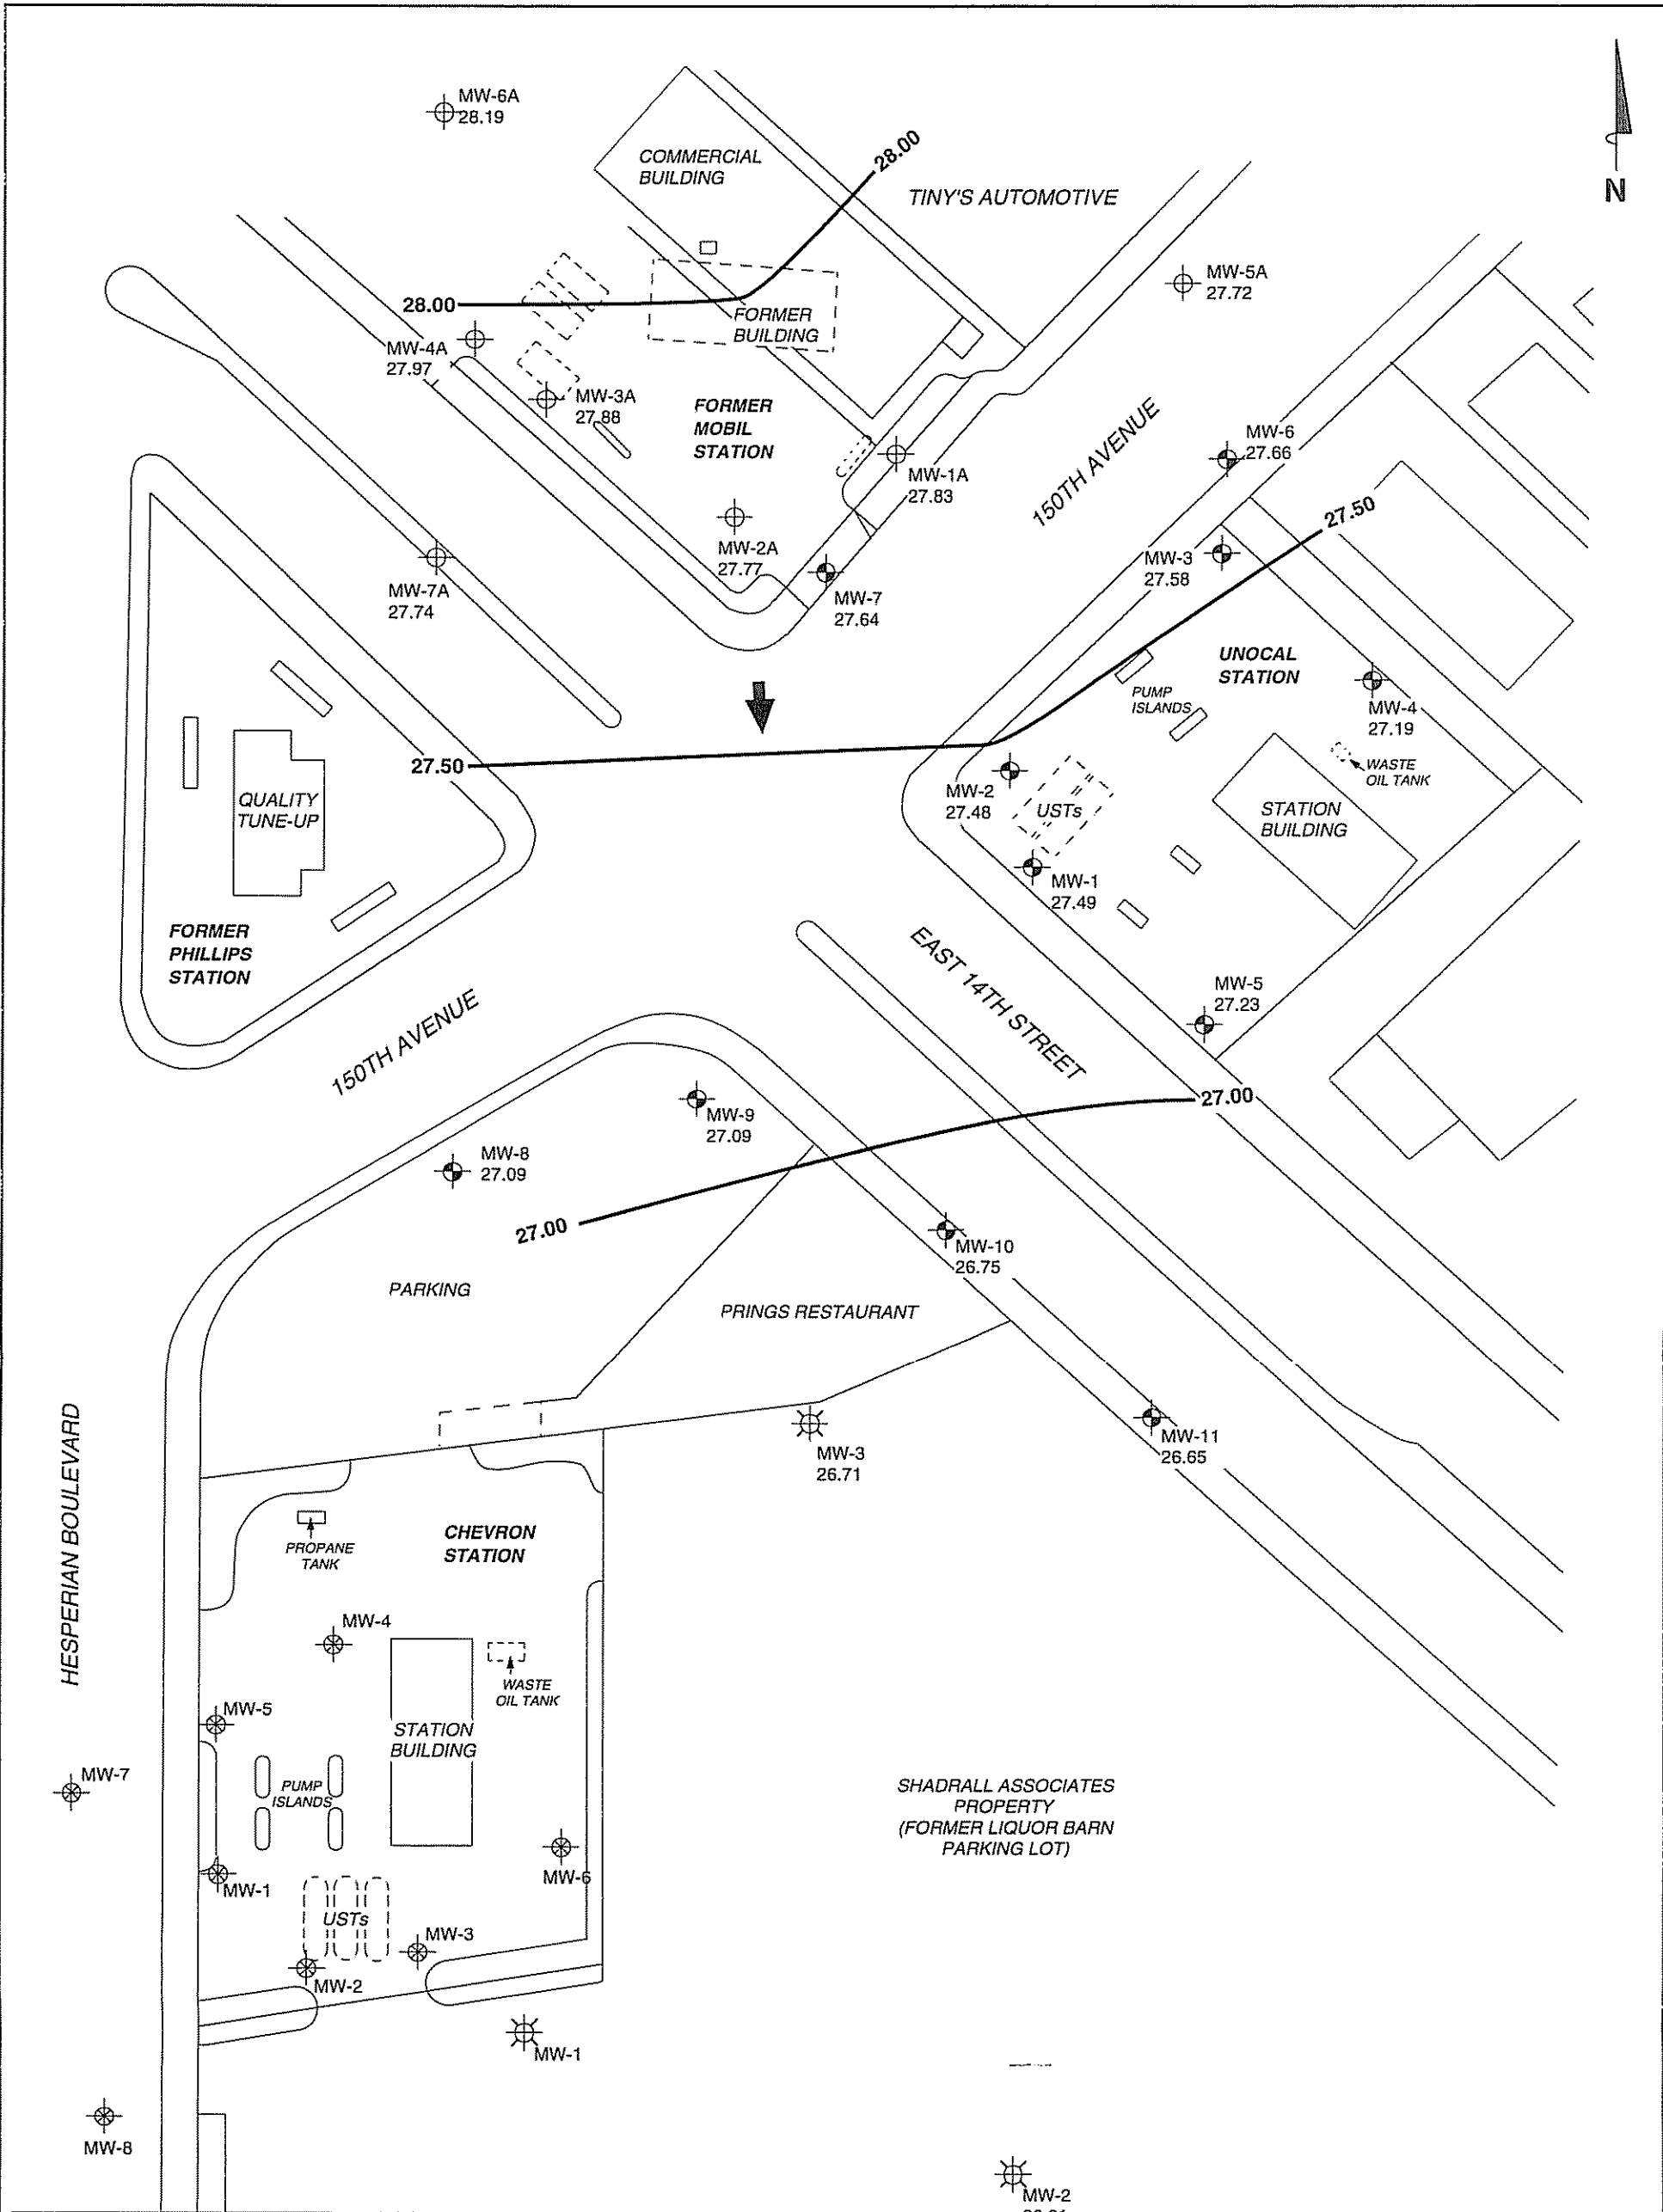 MW-6A
28.19
COMMERCIAL
BUILDING
28.00
TINY'S AUTOMOTIVE
N
MW-5A
27.72
28.00
FORMER
BUILDING
MW-4A
27.97
MW-3A
27.88
FORMER
MOBIL
STATION
MW-1A
27.83
150TH AVENUE
MW-6
27.66
27.50
MW-2A
27.77
MW-3
27.58
MW-7A
27.74
MW-7
27.64
UNOCAL
STATION
PUMP
ISLANDS
MW-4
27.19
27.50
WASTE
OIL TANK
QUALITY
TUNE-UP
MW-2
27.48
USTs
STATION
BUILDING
MW-1
27.49
FORMER
PHILLIPS
STATION
EAST 14TH STREET
MW-5
27.23
150TH AVENUE
27.00
MW-9
27.09
MW-8
27.09
27.00
MW-10
26.75
PARKING
PRINGS RESTAURANT
HESPERIAN BOULEVARD
MW-3
26.71
MW-11
26.65
CHEVRON
STATION
PROPANE
TANK
MW-4
WASTE
OIL TANK
MW-5
STATION
BUILDING
MW-7
PUMP
ISLANDS
SHADRALL ASSOCIATES
PROPERTY
(FORMER LIQUOR BARN
PARKING LOT)
MW-6
MW-1
USTs
MW-3
MW-2
MW-1
MW-8
MW-2